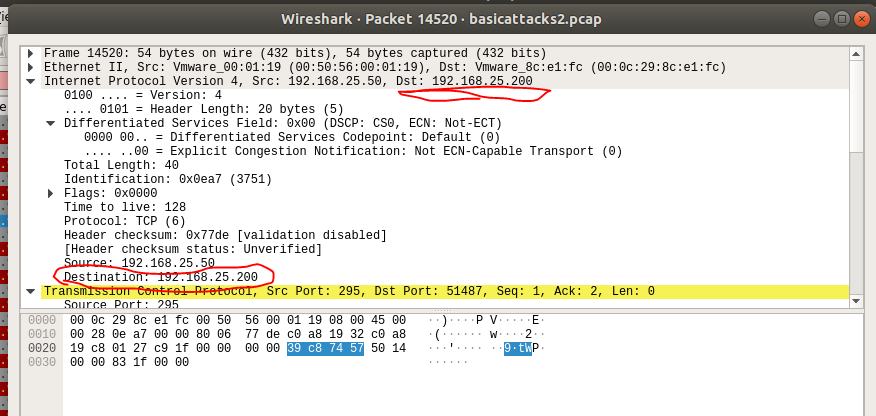 Wireshark · Packet 14520 · basicattacks2.pcap
Frame 14520: 54 bytes on wire (432 bits), 54 bytes captured (432 bits)
Ethernet II, Src: Vmware_00:01:19 (00:50:56:00:01:19), Dst: Vmware_8c:e1:fc (00:0c:29:8c:e1:fc)
Internet Protocol Version 4, Src: 192.168.25.50, Dst: 192.168.25.200
0100 .... = Version: 4
.... 0101 = Header Length: 20 bytes (5)
Differentiated Services Field: 0x00 (DSCP: CS0, ECN: Not-ECT)
0000 00.. = Differentiated Services Codepoint: Default (0)
.... ..00 = Explicit Congestion Notification: Not ECN-Capable Transport (0)
Total Length: 40
Identification: 0x0ea7 (3751)
Flags: 0x0000
Time to live: 128
Protocol: TCP (6)
Header checksum: 0x77de [validation disabled]
[Header checksum status: Unverified]
Source: 192.168.25.50
Destination: 192.168.25.200
Transmission Control Protocol, Src Port: 295, Dst Port: 51487, Seq: 1, Ack: 2, Len: 0
Source Port: 295
0000 00 0c 29 8c e1 fc 00 50 56 00 01 19 08 00 45 00 ··)····P V·····E·
0010 00 28 0e a7 00 00 80 06 77 de c0 a8 19 32 c0 a8 ·(······ w····2··
0020 19 c8 01 27 c9 1f 00 00 00 00 39 c8 74 57 50 14 ···'···· ··9·tWP·
0030 00 00 83 1f 00 00 ······